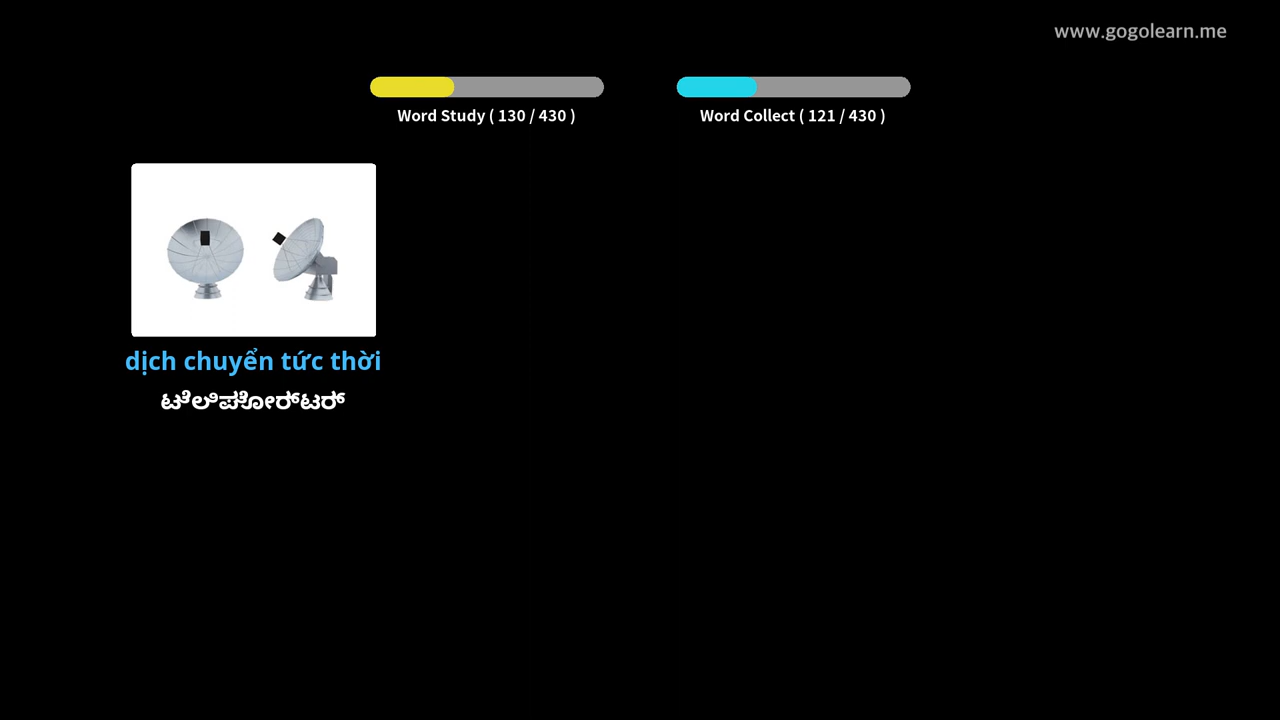 www.gogolearn.me
Word Study ( 130 / 430 )
Word Collect ( 121 / 430 )
dịch chuyển tức thời
ಟೆಲಿಪೋರ್ಟರ್